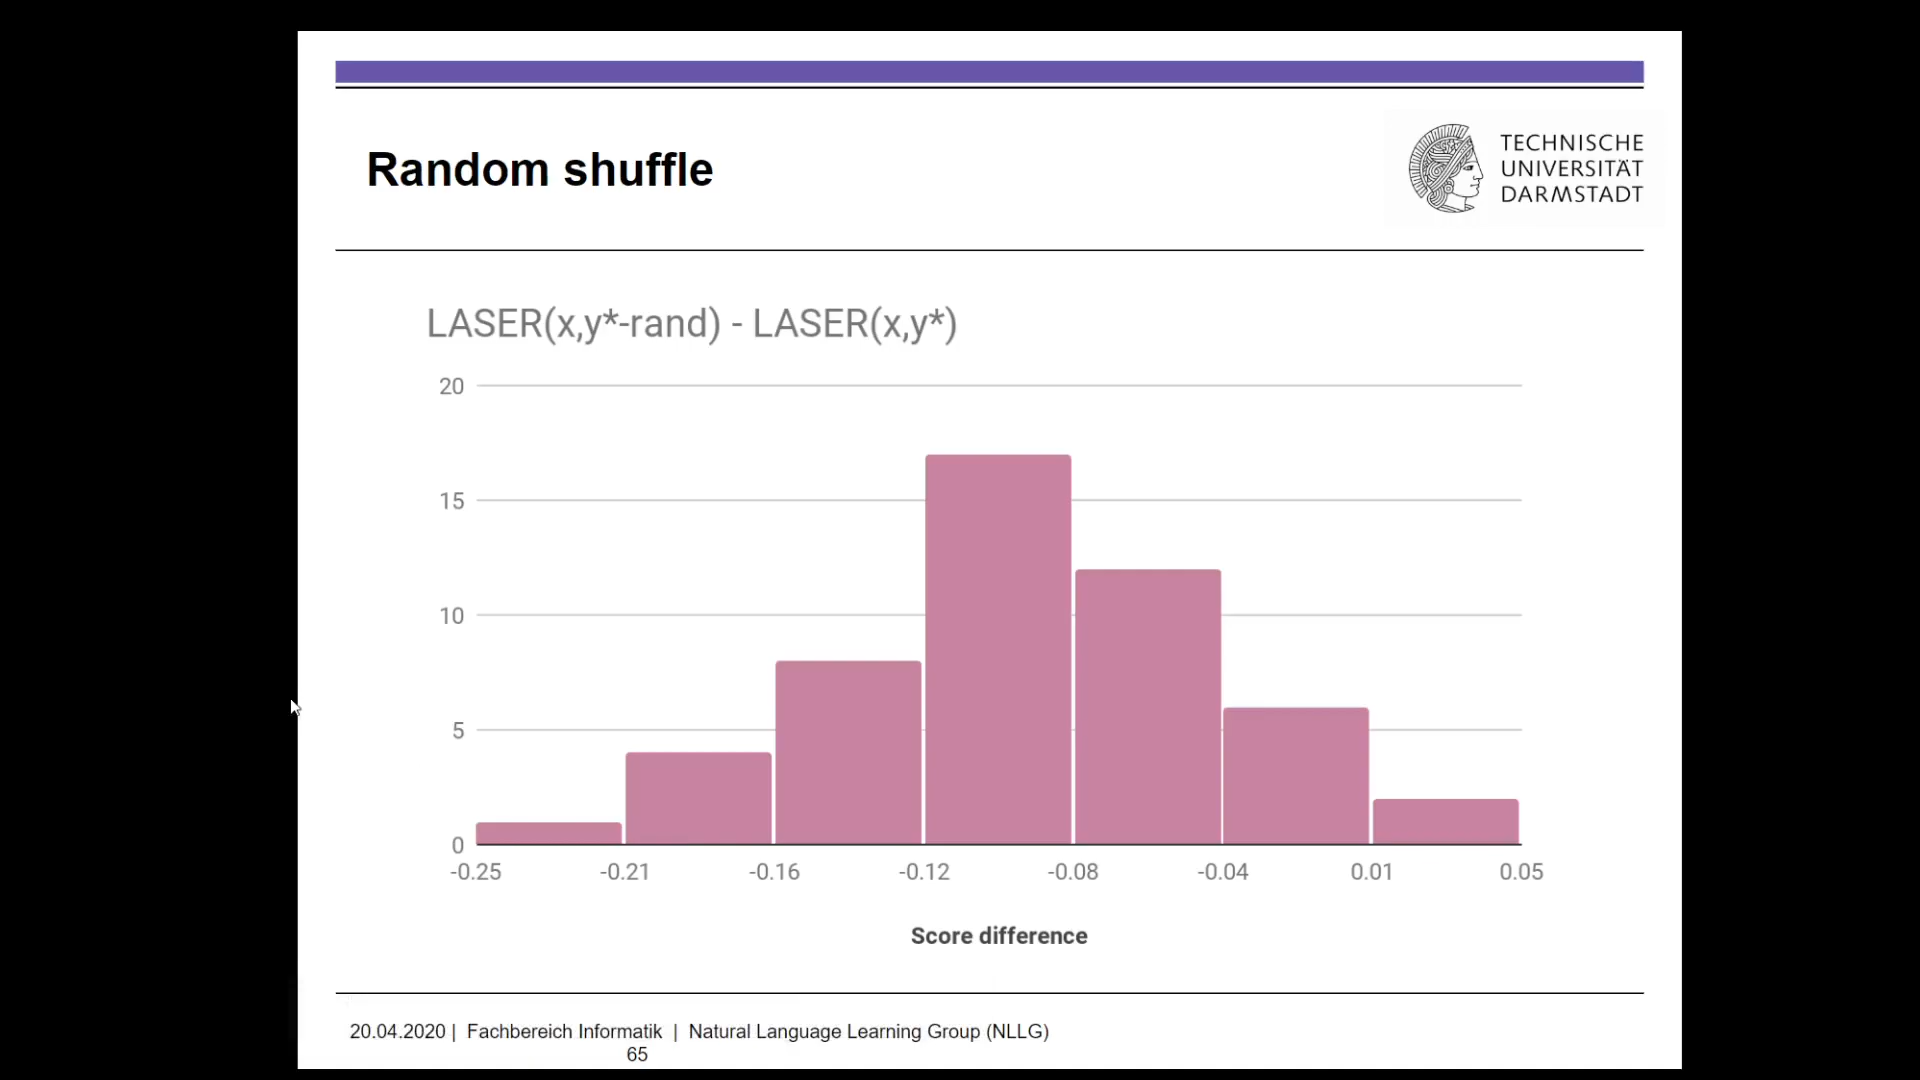 TECHNISCHE
UNIVERSITÄT
DARMSTADT
Random shuffle
LASER(x,y*-rand) - LASER(x,y*)
20
15
10
5
0
-0.25 -0.21 -0.16 -0.12 -0.08 -0.04 0.01 0.05
Score difference
20.04.2020 | Fachbereich Informatik | Natural Language Learning Group (NLLG)
65